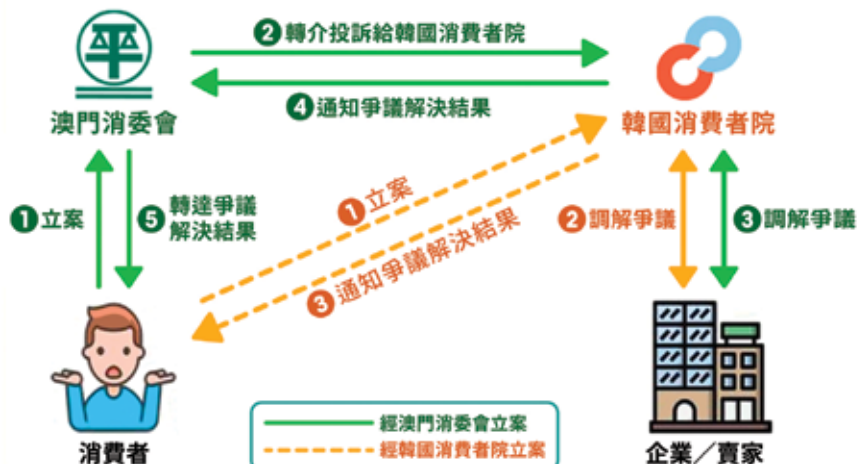 ❷轉介投訴給韓國消費者院
❹通知爭議解決結果
澳門消委會
韓國消費者院
❶立案
❺轉達爭議
解決結果
❶立案
❸通知爭議解決結果
❷調解爭議
❸調解爭議
消費者
經澳門消委會立案
經韓國消費者院立案
企業／賣家